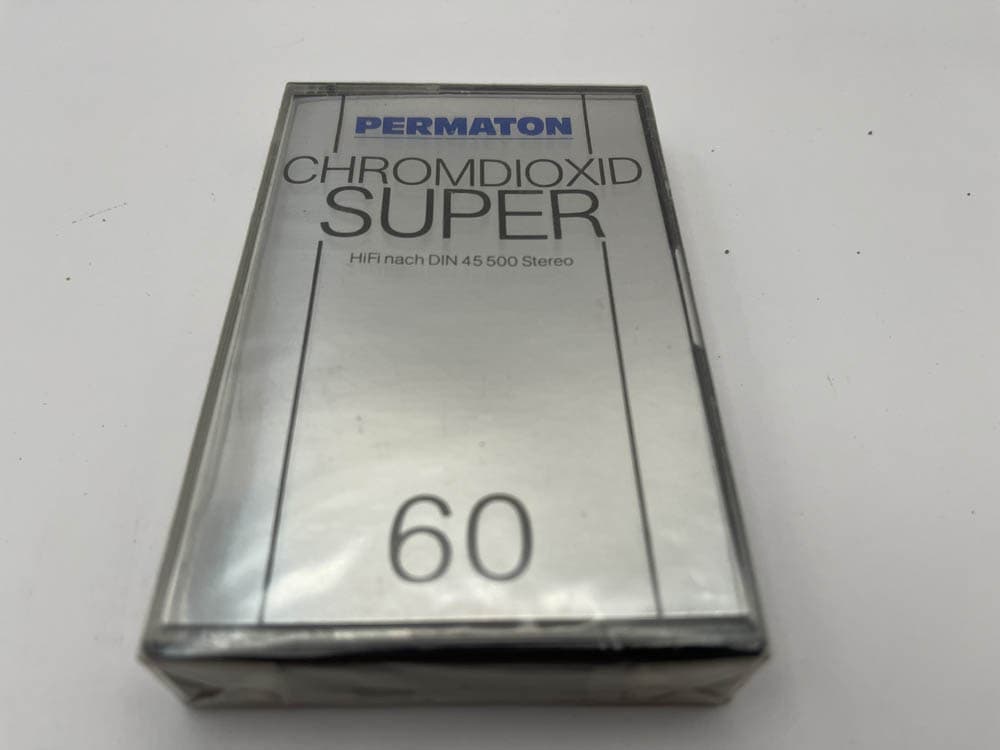 PERMATON
CHROMDIOXID
SUPER
HiFi nach DIN 45 500 Stereo
60